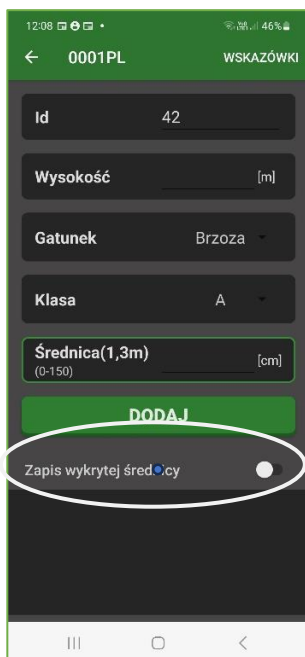 12:08 46%
0001PL WSKAZÓWKI
Id 42
Wysokość [m]
Gatunek Brzoza
Klasa A
Średnica(1,3m) [cm]
(0-150)
DODAJ
Zapis wykrytej średnicy